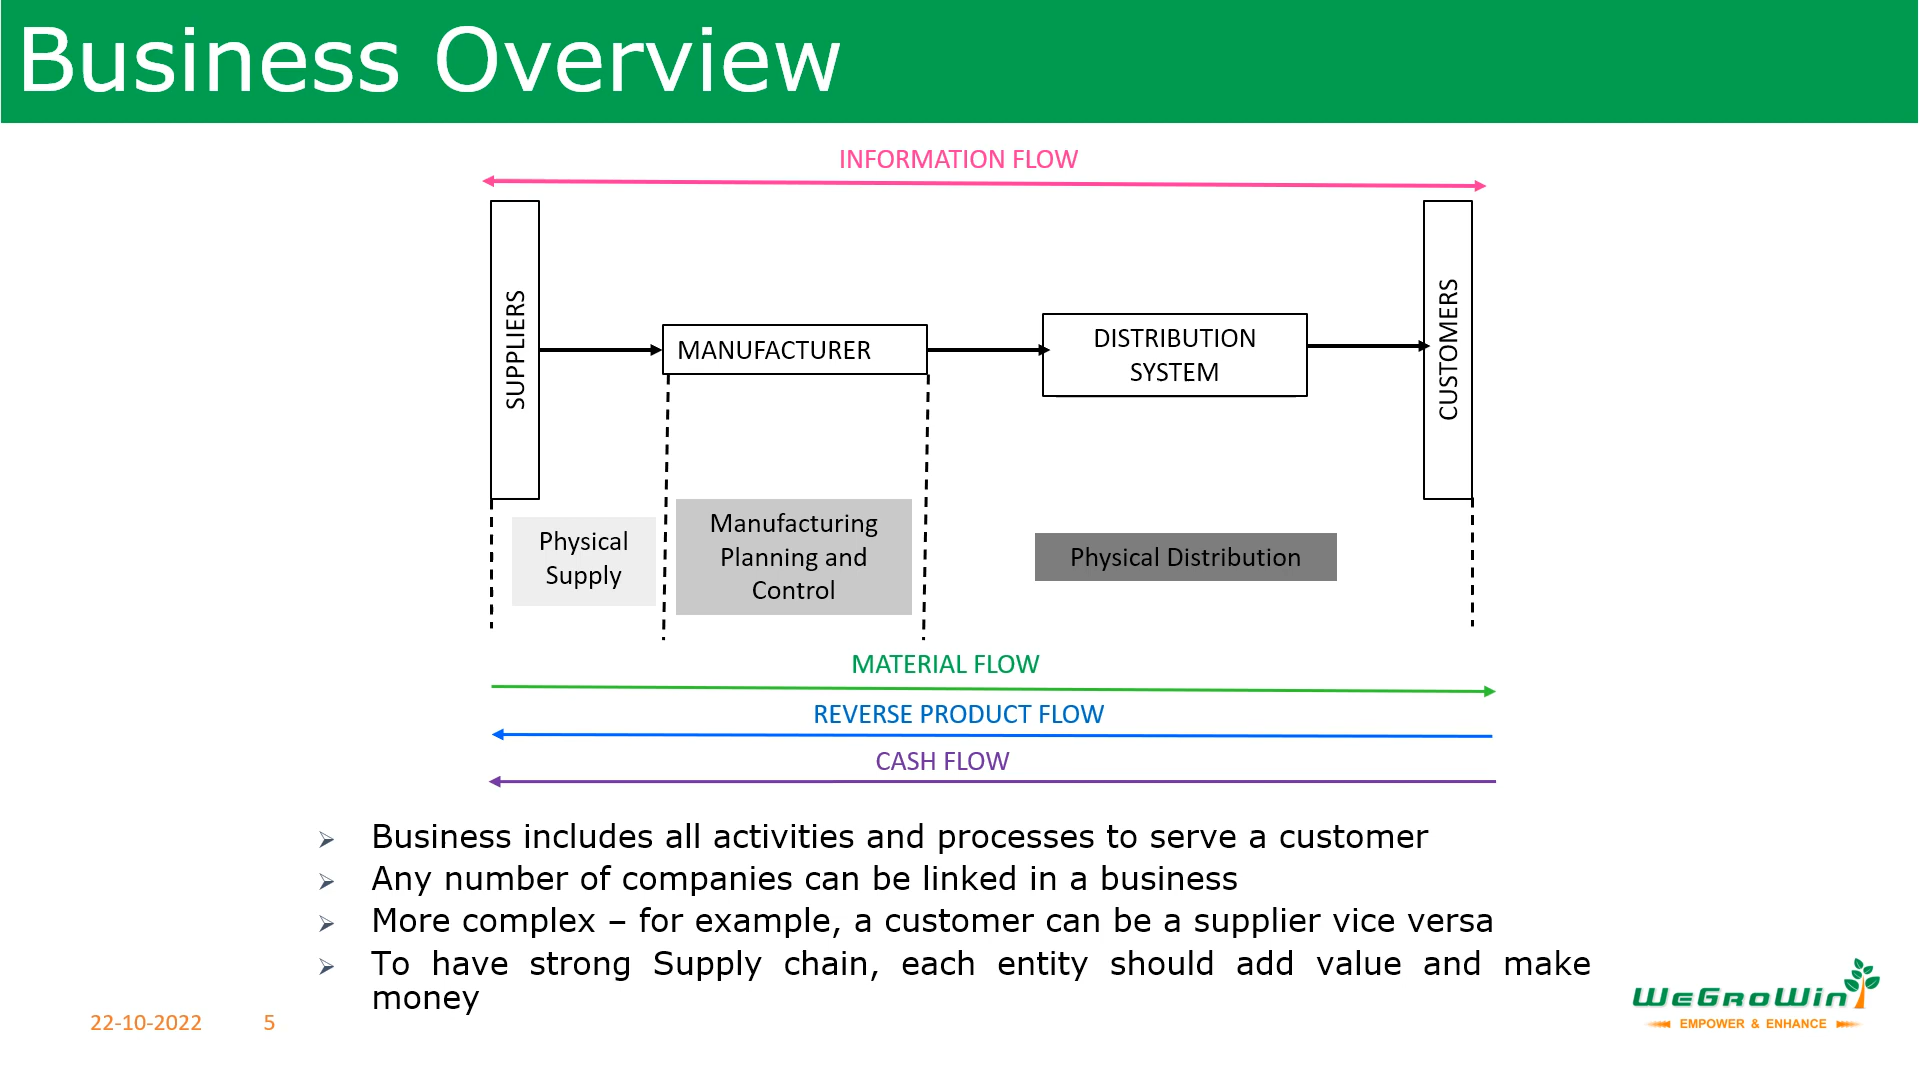 Business Overview
INFORMATION FLOW
SUPPLIERS
MANUFACTURER
DISTRIBUTION
SYSTEM
CUSTOMERS
Physical
Supply
Manufacturing
Planning and
Control
Physical Distribution
MATERIAL FLOW
REVERSE PRODUCT FLOW
CASH FLOW
Business includes all activities and processes to serve a customer
Any number of companies can be linked in a business
More complex – for example, a customer can be a supplier vice versa
To have strong Supply chain, each entity should add value and make
money
22-10-2022 5
WeGroWin
EMPOWER & ENHANCE